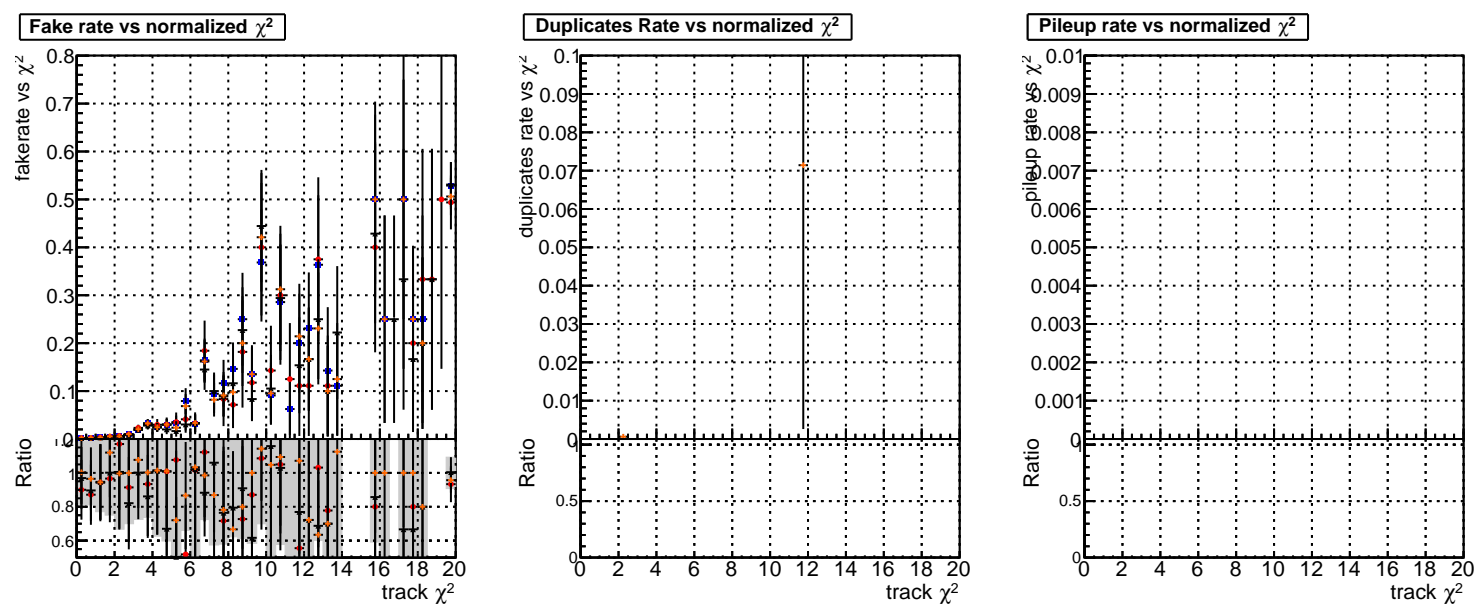 Fake rate vs normalized χ²
fakerate vs χ²
0.8
0.7
0.6
0.5
0.4
0.3
0.2
0.1
0
Ratio
1
0.8
0.6
0 2 4 6 8 10 12 14 16 18 20
track χ²
Duplicates Rate vs normalized χ²
duplicates rate vs χ²
0.1
0.09
0.08
0.07
0.06
0.05
0.04
0.03
0.02
0.01
0
Ratio
1
0.5
0
0 2 4 6 8 10 12 14 16 18 20
track χ²
Pileup rate vs normalized χ²
pileup rate vs χ²
0.01
0.009
0.008
0.007
0.006
0.005
0.004
0.003
0.002
0.001
0
Ratio
1
0.5
0
0 2 4 6 8 10 12 14 16 18 20
track χ²